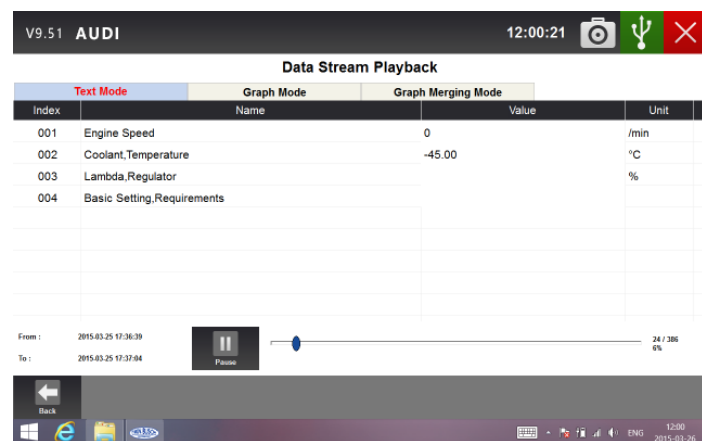 V9.51 AUDI 12:00:21
Data Stream Playback
Text Mode Graph Mode Graph Merging Mode
Index Name Value Unit
001 Engine Speed 0 /min
002 Coolant,Temperature -45.00 °C
003 Lambda,Regulator %
004 Basic Setting,Requirements
From : 2015-03-25 17:36:39
To : 2015-03-25 17:37:04
Pause
24 / 386
6%
Back
ENG
12:00
2015-03-26